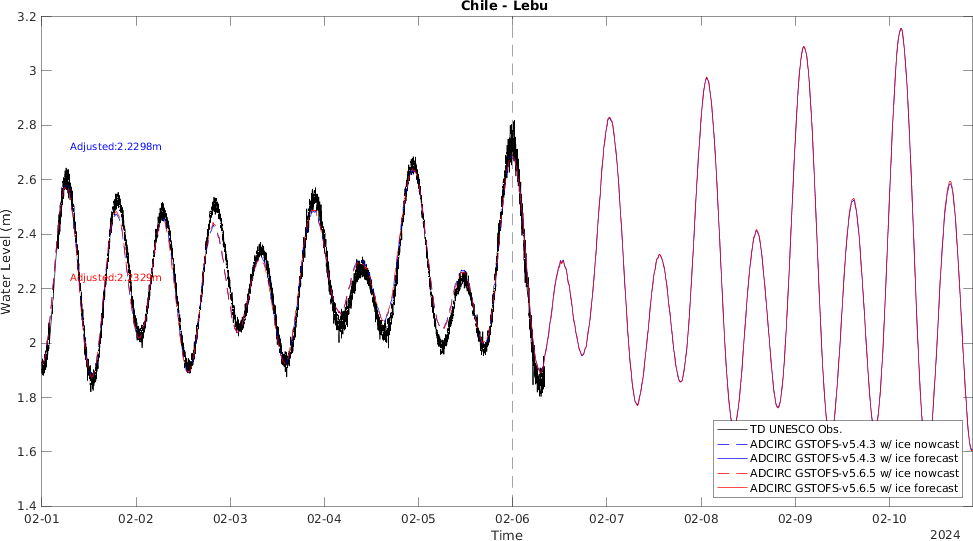 Chile - Lebu
3.2
3
2.8
2.6
2.4
2.2
2
1.8
1.6
1.4
Water Level (m)
Adjusted:2.2298m
Adjusted:2.2329m
TD UNESCO Obs.
ADCIRC GSTOFS-v5.4.3 w/ ice nowcast
ADCIRC GSTOFS-v5.4.3 w/ ice forecast
ADCIRC GSTOFS-v5.6.5 w/ ice nowcast
ADCIRC GSTOFS-v5.6.5 w/ ice forecast
02-01 02-02 02-03 02-04 02-05 02-06 02-07 02-08 02-09 02-10
Time
2024